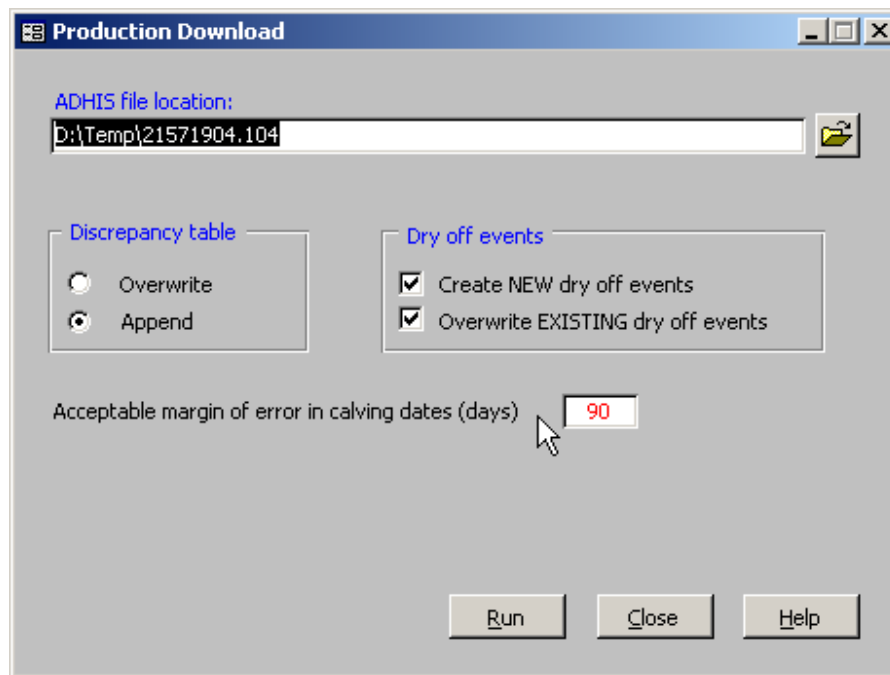 Production Download
ADHIS file location:
D:\Temp\21571904.104
Discrepancy table
Overwrite
Append
Dry off events
Create NEW dry off events
Overwrite EXISTING dry off events
Acceptable margin of error in calving dates (days) 90
Run Close Help